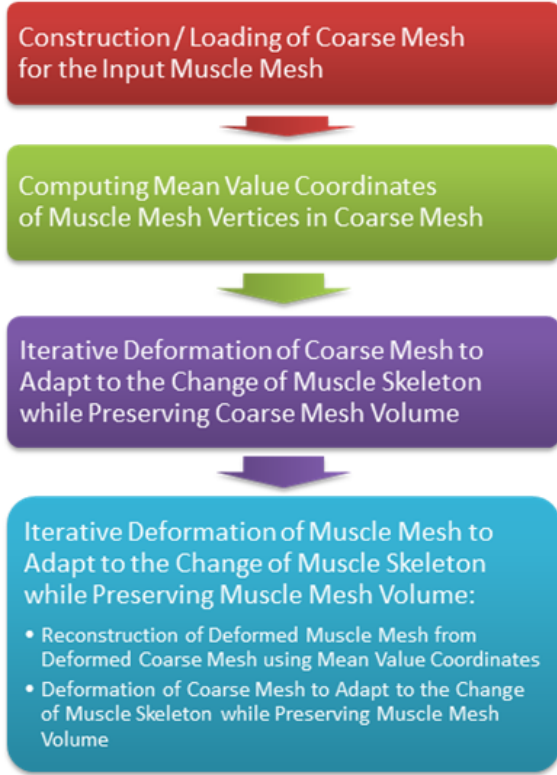 Construction / Loading of Coarse Mesh
for the Input Muscle Mesh
Computing Mean Value Coordinates
of Muscle Mesh Vertices in Coarse Mesh
Iterative Deformation of Coarse Mesh to
Adapt to the Change of Muscle Skeleton
while Preserving Coarse Mesh Volume
Iterative Deformation of Muscle Mesh to
Adapt to the Change of Muscle Skeleton
while Preserving Muscle Mesh Volume:
• Reconstruction of Deformed Muscle Mesh from
Deformed Coarse Mesh using Mean Value Coordinates
• Deformation of Coarse Mesh to Adapt to the Change
of Muscle Skeleton while Preserving Muscle Mesh
Volume